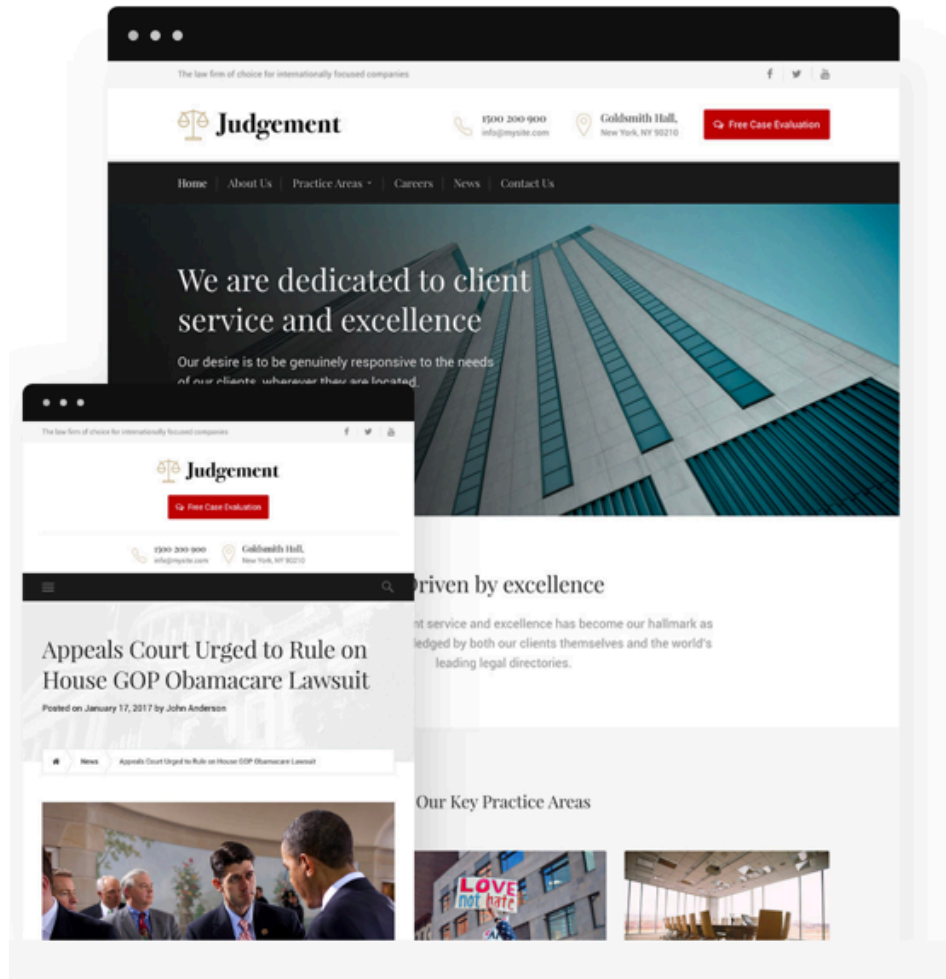 The law firm of choice for internationally focused companies
Judgement
1500 200 900
info@mysite.com
Goldsmith Hall,
New York, NY 90210
Free Case Evaluation
Home
About Us
Practice Areas
Careers
News
Contact Us
We are dedicated to client
service and excellence
Our desire is to be genuinely responsive to the needs
of our clients, wherever they are located.
The law firm of choice for internationally focused companies
Judgement
Free Case Evaluation
1500 200 900
info@mysite.com
Goldsmith Hall,
New York, NY 90210
Appeals Court Urged to Rule on
House GOP Obamacare Lawsuit
Posted on January 17, 2017 by John Anderson
News
Appeals Court Urged to Rule on House GOP Obamacare Lawsuit
Driven by excellence
service and excellence has become our hallmark as
by both our clients themselves and the world's
leading legal directories.
Our Key Practice Areas
LOVE
not hate